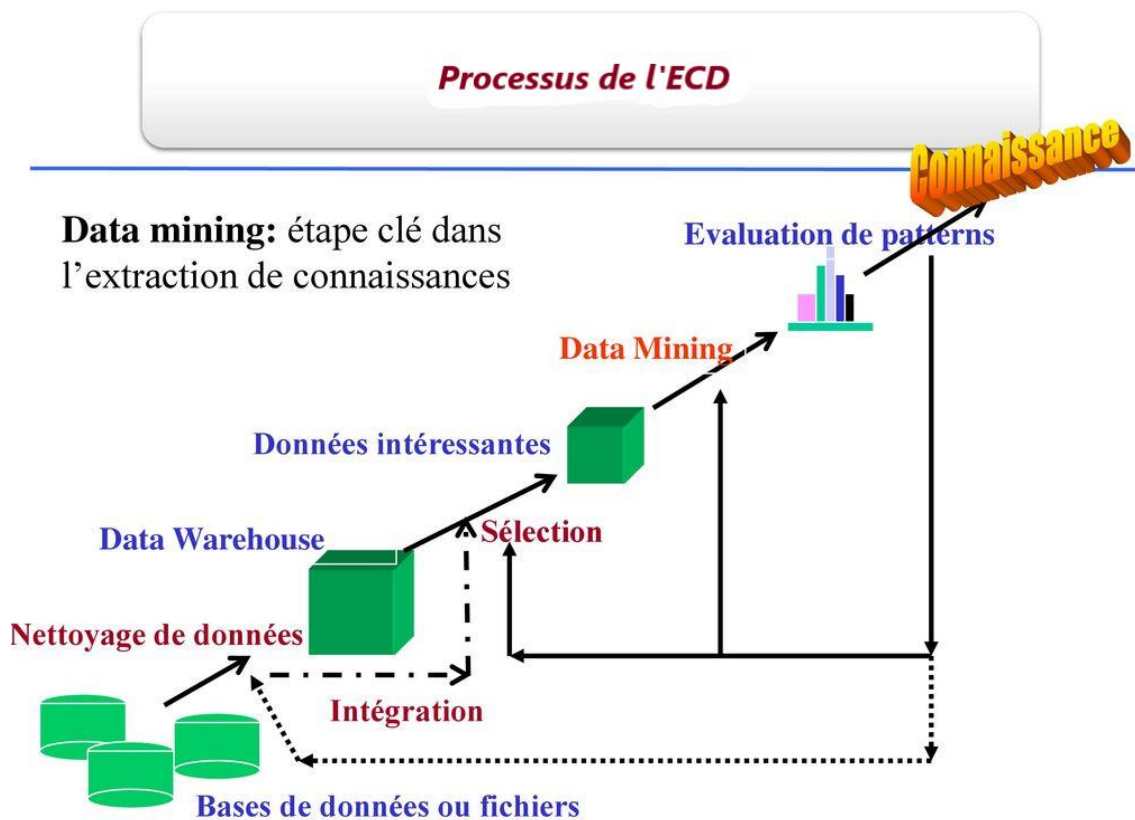 Processus de l'ECD
Connaissance
Data mining: étape clé dans
l'extraction de connaissances
Evaluation de patterns
Data Mining
Données intéressantes
Sélection
Data Warehouse
Nettoyage de données
Intégration
Bases de données ou fichiers